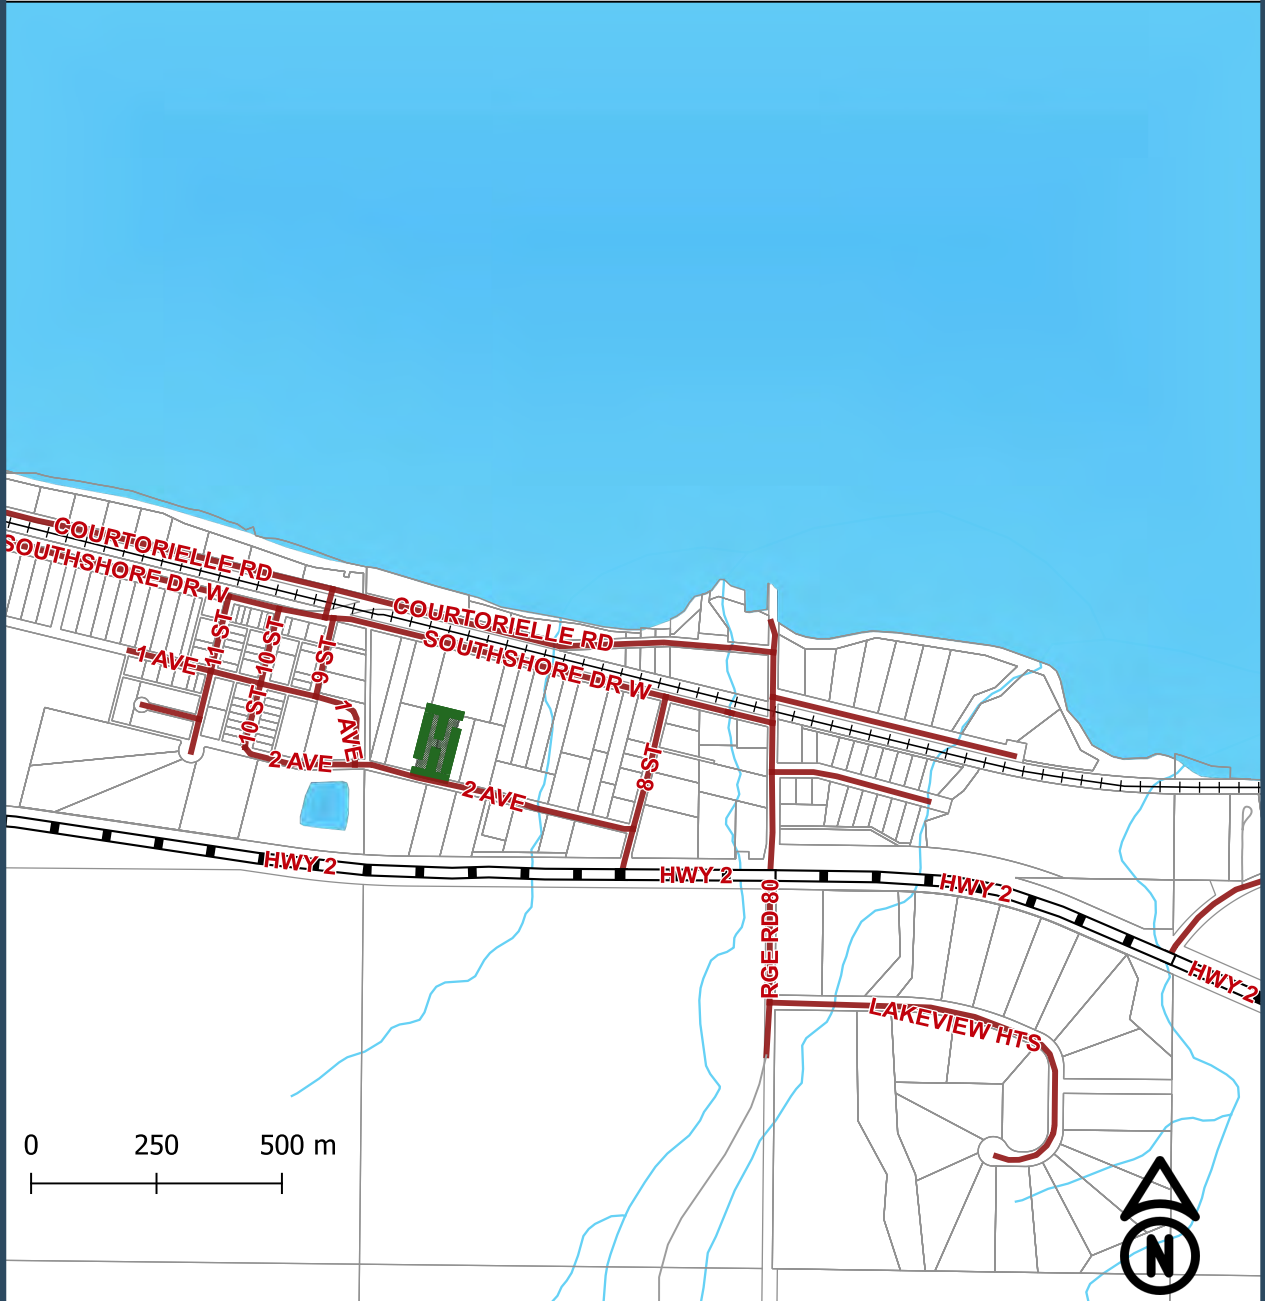 COURTORIELLE RD
SOUTHSHORE DR W
COURTORIELLE RD
SOUTHSHORE DR W
11 ST
10 ST
9 ST
1 AVE
10 ST
1 AVE
2 AVE
2 AVE
8 ST
HWY 2
HWY 2
HWY 2
RGE RD 80
HWY 2
LAKEVIEW HTS
0 250 500 m
N